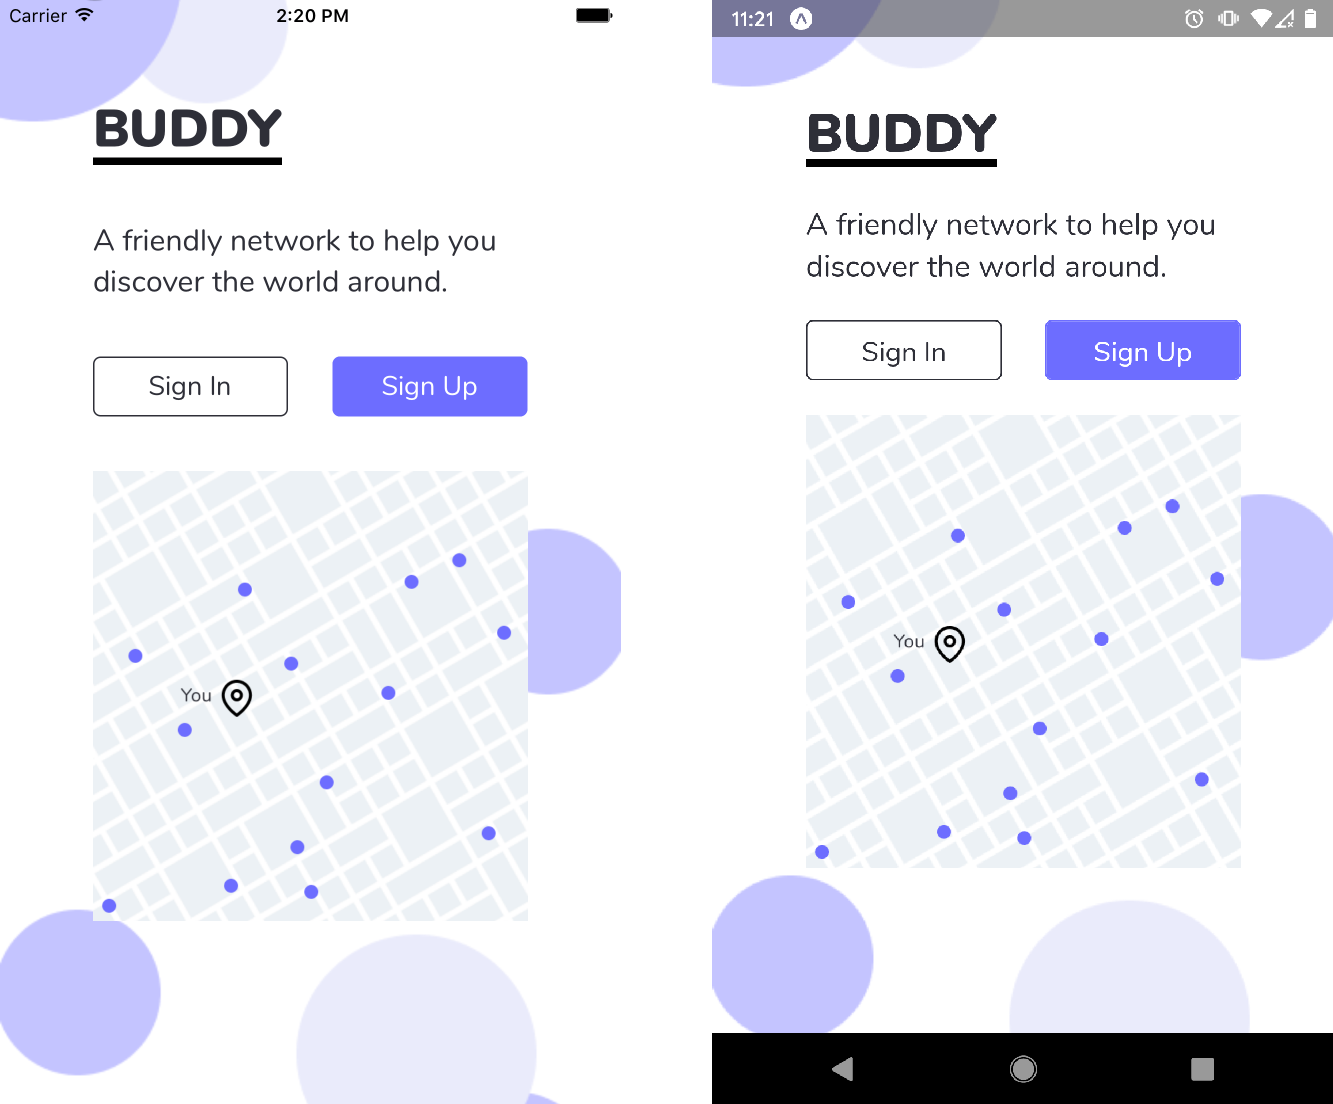 Carrier 2:20 PM
BUDDY
A friendly network to help you
discover the world around.
Sign In Sign Up
You
11:21
BUDDY
A friendly network to help you
discover the world around.
Sign In Sign Up
You